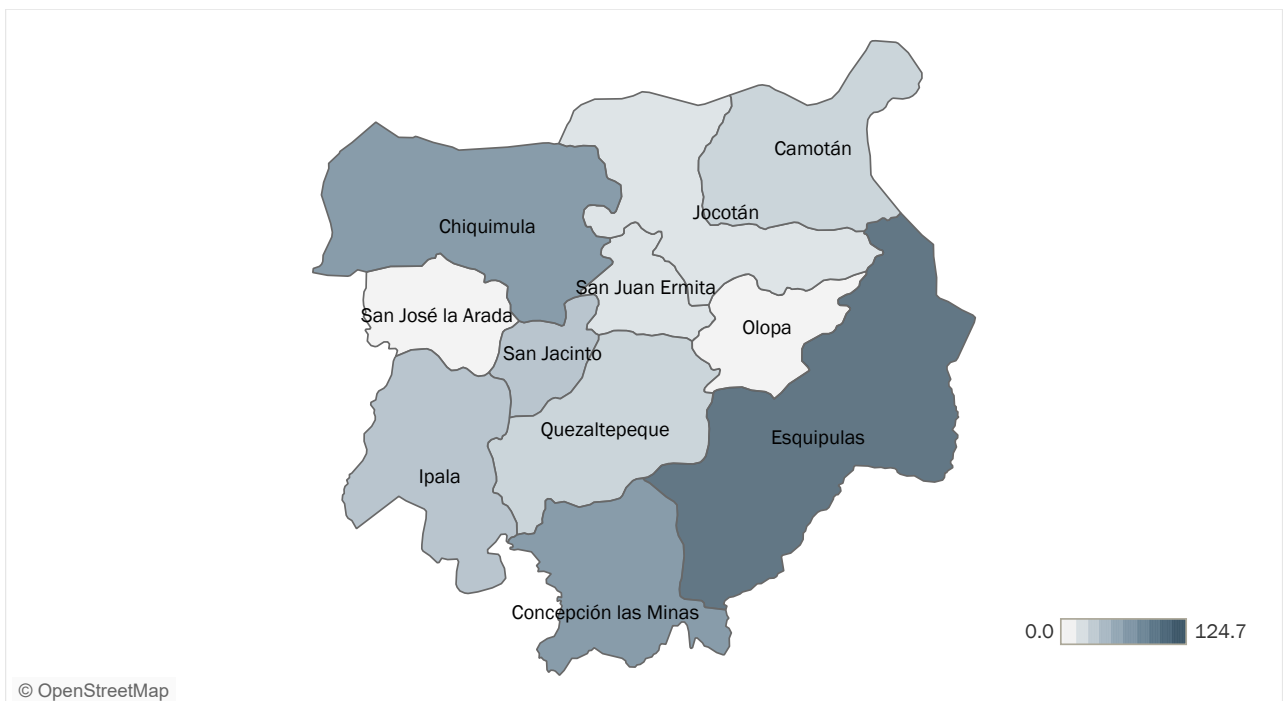 Camotán
Jocotán
Chiquimula
San Juan Ermita
San José la Arada
Olopa
San Jacinto
Quezaltepeque
Esquipulas
Ipala
Concepción las Minas
0.0
124.7
© OpenStreetMap